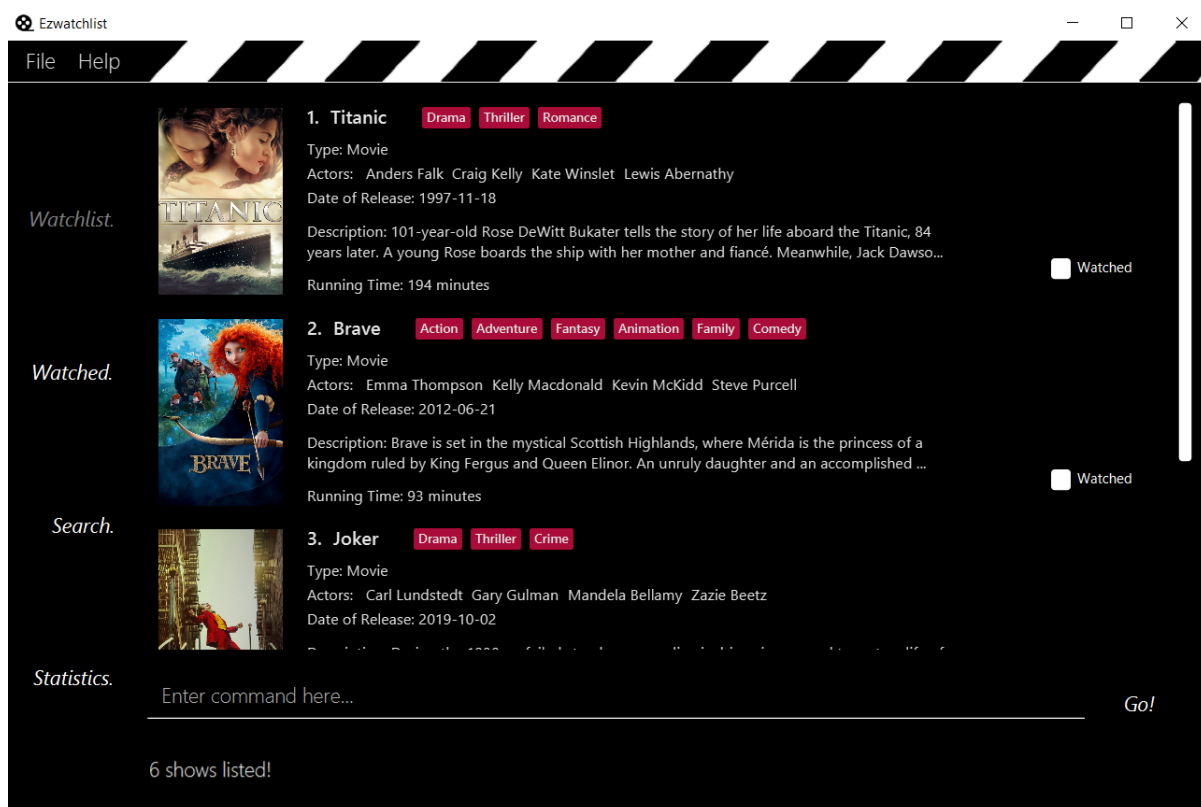 Ezwatchlist
File Help
Watchlist.
Watched.
Search.
Statistics.
TITANIC
1. Titanic Drama Thriller Romance
Type: Movie
Actors: Anders Falk Craig Kelly Kate Winslet Lewis Abernathy
Date of Release: 1997-11-18
Description: 101-year-old Rose DeWitt Bukater tells the story of her life aboard the Titanic, 84
years later. A young Rose boards the ship with her mother and fiancé. Meanwhile, Jack Dawso...
Running Time: 194 minutes
Watched
BRAVE
2. Brave Action Adventure Fantasy Animation Family Comedy
Type: Movie
Actors: Emma Thompson Kelly Macdonald Kevin McKidd Steve Purcell
Date of Release: 2012-06-21
Description: Brave is set in the mystical Scottish Highlands, where Mérida is the princess of a
kingdom ruled by King Fergus and Queen Elinor. An unruly daughter and an accomplished ...
Running Time: 93 minutes
Watched
3. Joker Drama Thriller Crime
Type: Movie
Actors: Carl Lundstedt Gary Gulman Mandela Bellamy Zazie Beetz
Date of Release: 2019-10-02
Enter command here...
Go!
6 shows listed!